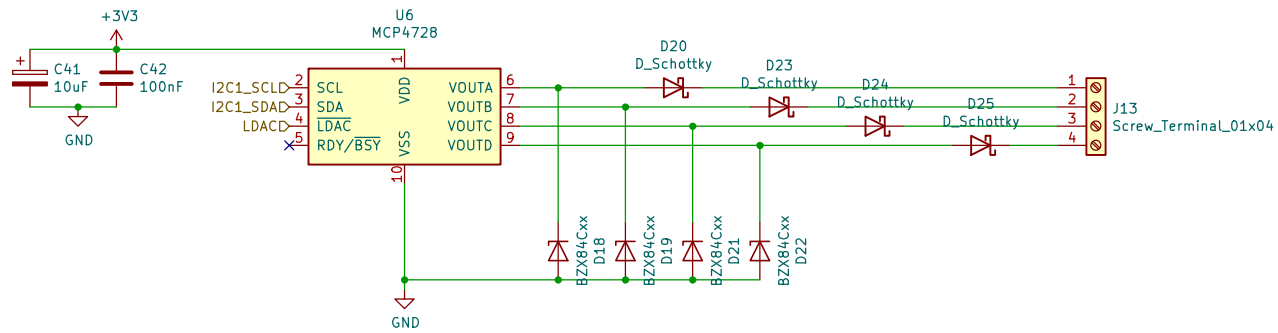 +3V3
C41
10uF
C42
100nF
GND
U6
MCP4728
I2C1_SCL
I2C1_SDA
LDAC
2
3
4
5
1
10
SCL
SDA
LDAC
RDY/BSY
VDD
VSS
VOUTA
VOUTB
VOUTC
VOUTD
6
7
8
9
D20
D_Schottky
D23
D_Schottky
D24
D_Schottky
D25
D_Schottky
1
2
3
4
J13
Screw_Terminal_01x04
BZX84Cxx
D18
BZX84Cxx
D19
BZX84Cxx
D21
BZX84Cxx
D22
GND